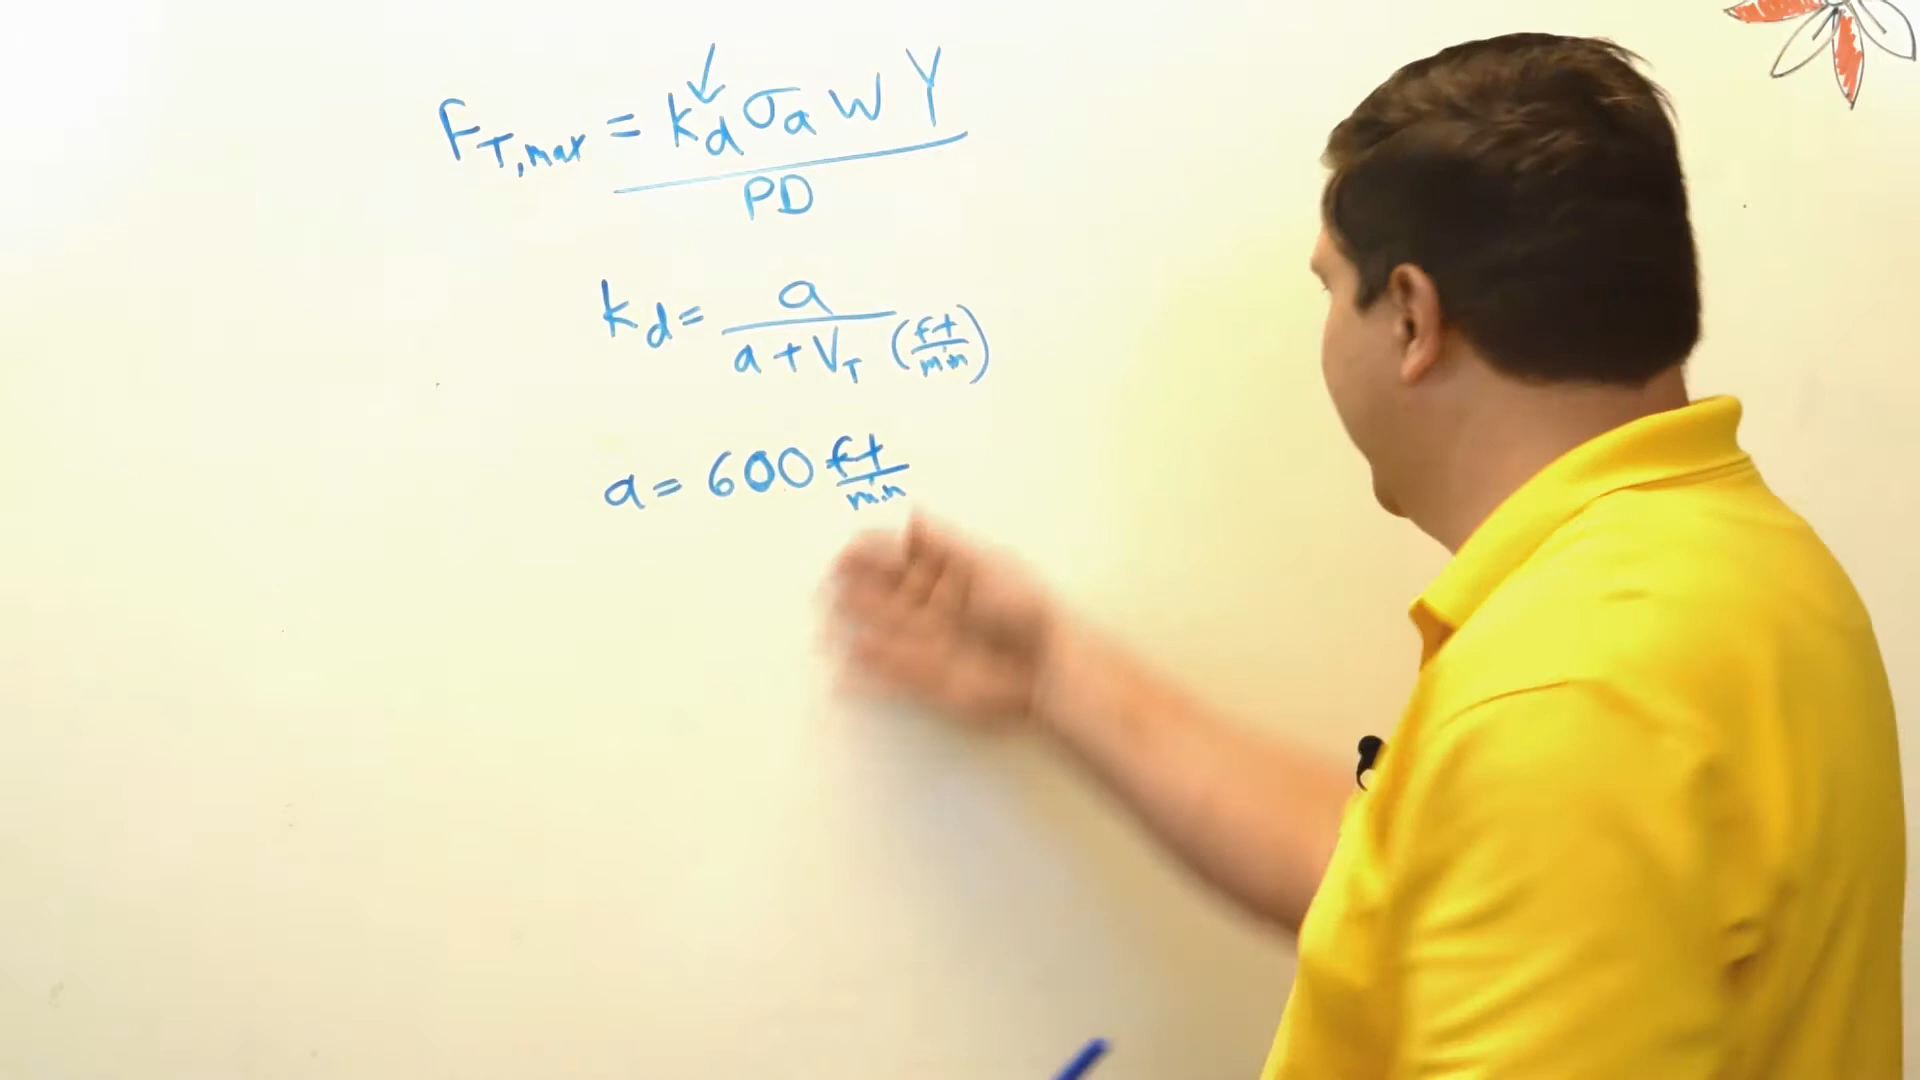 F_T,max = k_d σ_a W Y / PD
k_d = a / a + V_T (ft/min)
a = 600 ft/min